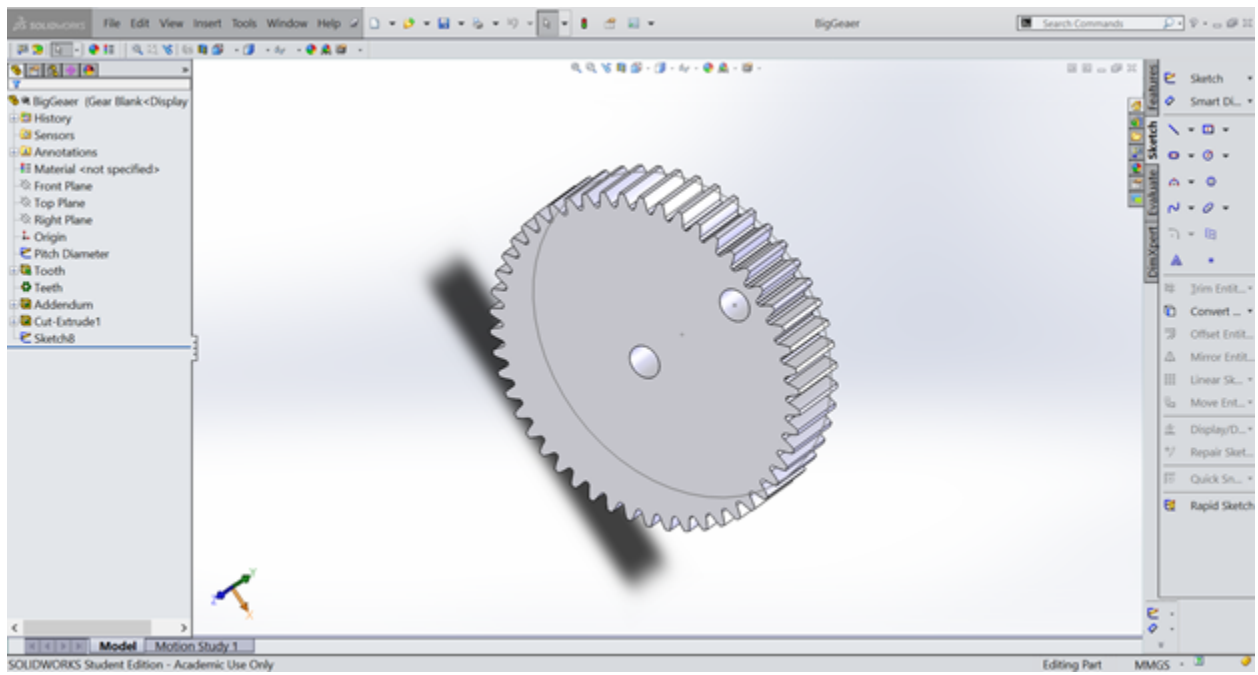 SOLIDWORKS File Edit View Insert Tools Window Help BigGeaer Search Commands
BigGeaer (Gear Blank<Display
History
Sensors
Annotations
Material <not specified>
Front Plane
Top Plane
Right Plane
Origin
Pitch Diameter
Tooth
Teeth
Addendum
Cut-Extrude1
Sketch8
Y
Z
X
Features
Sketch
Evaluate
DimXpert
Sketch
Smart Di...
Trim Entit...
Convert ...
Offset Entit...
Mirror Entit...
Linear Sk...
Move Ent...
Display/D...
Repair Sket...
Quick Sn...
Rapid Sketch
Model Motion Study 1
SOLIDWORKS Student Edition - Academic Use Only Editing Part MMGS